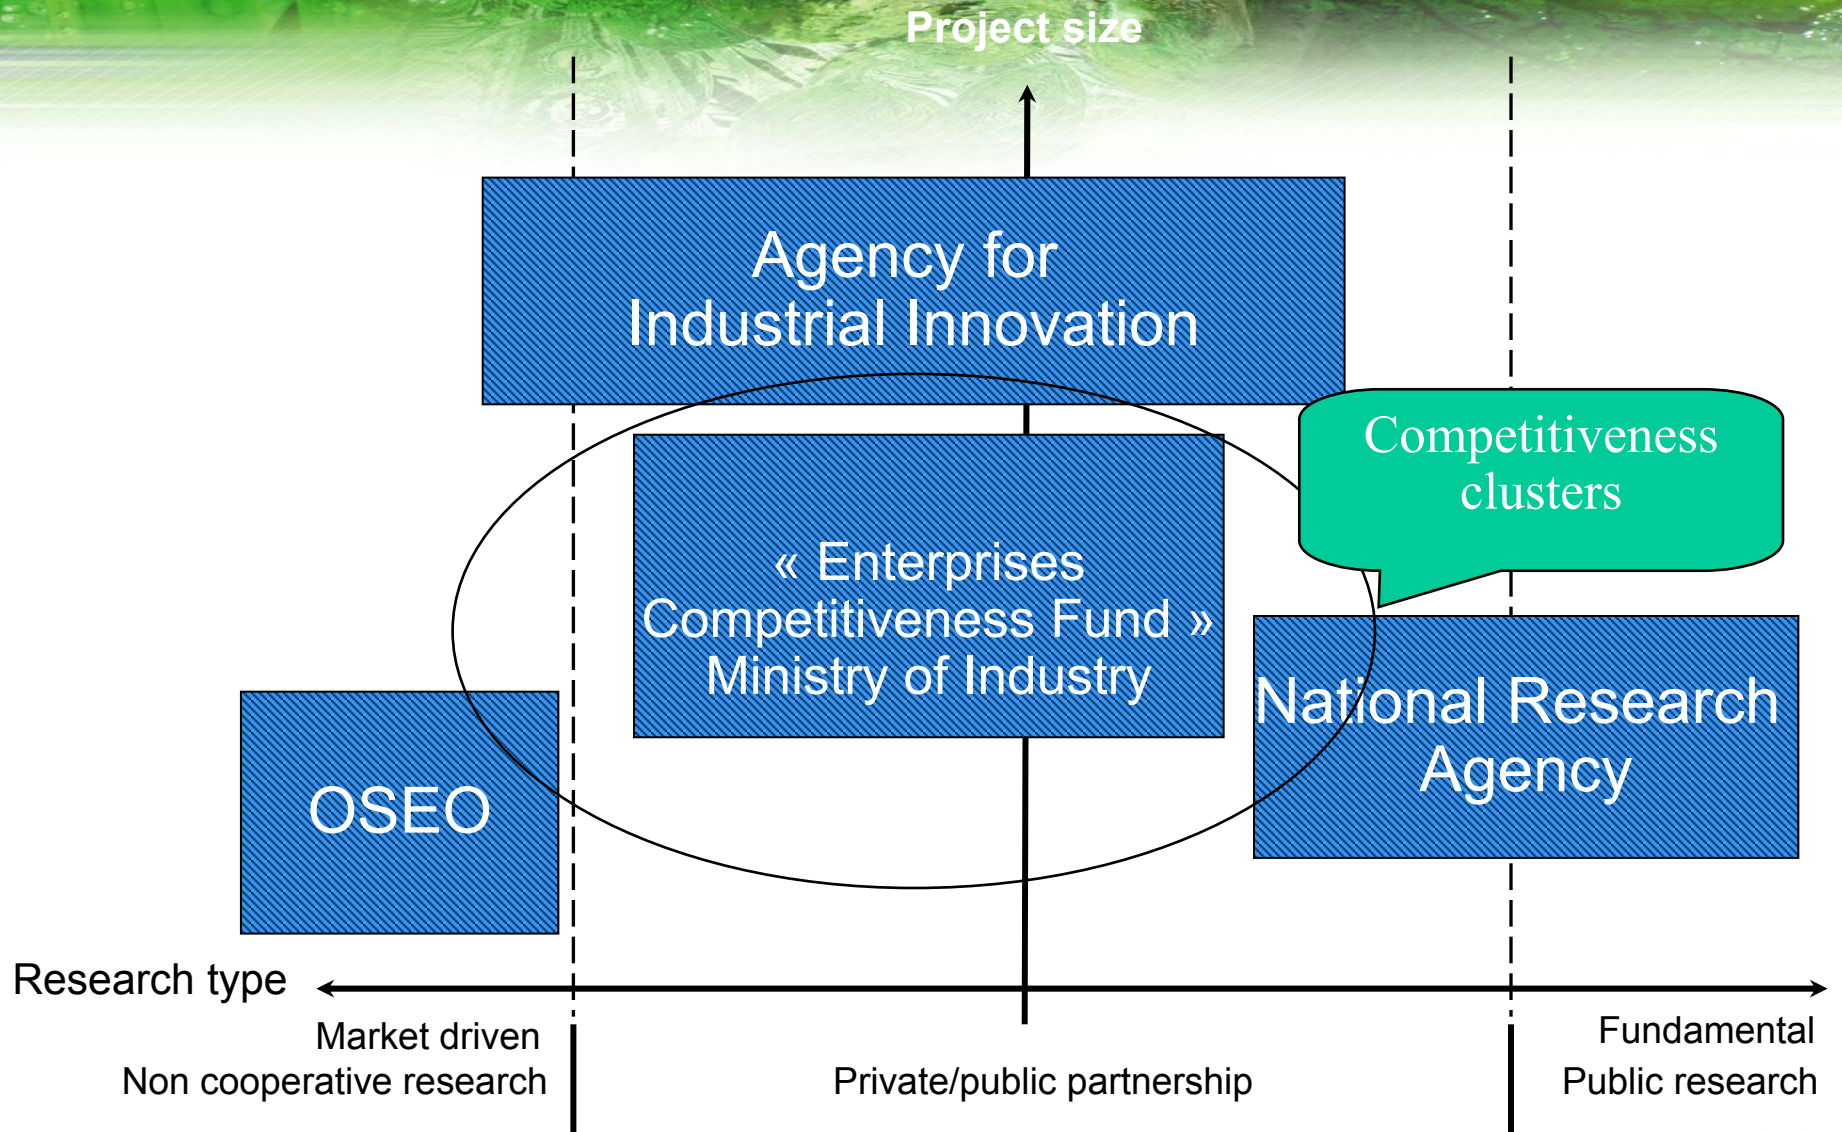 Project size
Agency for
Industrial Innovation
Competitiveness
clusters
« Enterprises
Competitiveness Fund »
Ministry of Industry
National Research
Agency
OSEO
Research type
Market driven
Non cooperative research
Private/public partnership
Fundamental
Public research